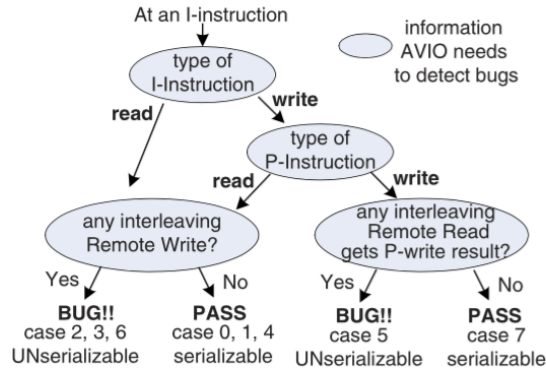 At an I-instruction
information
AVIO needs
to detect bugs
type of
I-Instruction
read
write
type of
P-Instruction
read
write
any interleaving
Remote Write?
any interleaving
Remote Read
gets P-write result?
Yes
No
Yes
No
BUG!!
PASS
BUG!!
PASS
case 2, 3, 6
case 0, 1, 4
case 5
case 7
UNserializable
serializable
UNserializable
serializable